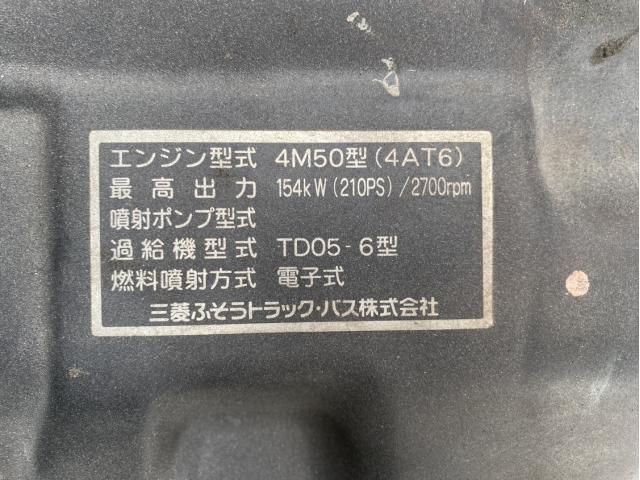 エンジン型式 4M50型(4AT6)
最高出力 154kW(210PS)/2700rpm
噴射ポンプ型式
過給機型式 TD05-6型
燃料噴射方式 電子式
三菱ふそうトラック・バス株式会社